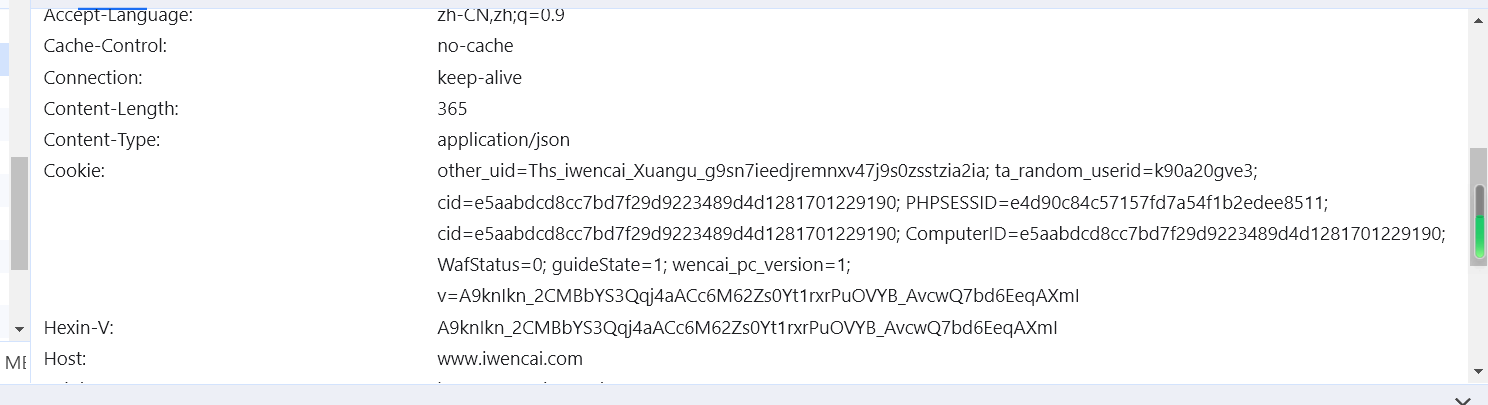 Accept-Language: zh-CN,zh;q=0.9
Cache-Control: no-cache
Connection: keep-alive
Content-Length: 365
Content-Type: application/json
Cookie: other_uid=Ths_iwencai_Xuangu_g9sn7ieedjremnxv47j9s0zsstzia2ia; ta_random_userid=k90a20gve3;
cid=e5aabdcd8cc7bd7f29d9223489d4d1281701229190; PHPSESSID=e4d90c84c57157fd7a54f1b2edee8511;
cid=e5aabdcd8cc7bd7f29d9223489d4d1281701229190; ComputerID=e5aabdcd8cc7bd7f29d9223489d4d1281701229190;
WafStatus=0; guideState=1; wencai_pc_version=1;
v=A9knIkn_2CMBbYS3Qqj4aACc6M62Zs0Yt1rxrPuOVYB_AvcwQ7bd6EeqAXmI
Hexin-V: A9knIkn_2CMBbYS3Qqj4aACc6M62Zs0Yt1rxrPuOVYB_AvcwQ7bd6EeqAXmI
Host: www.iwencai.com